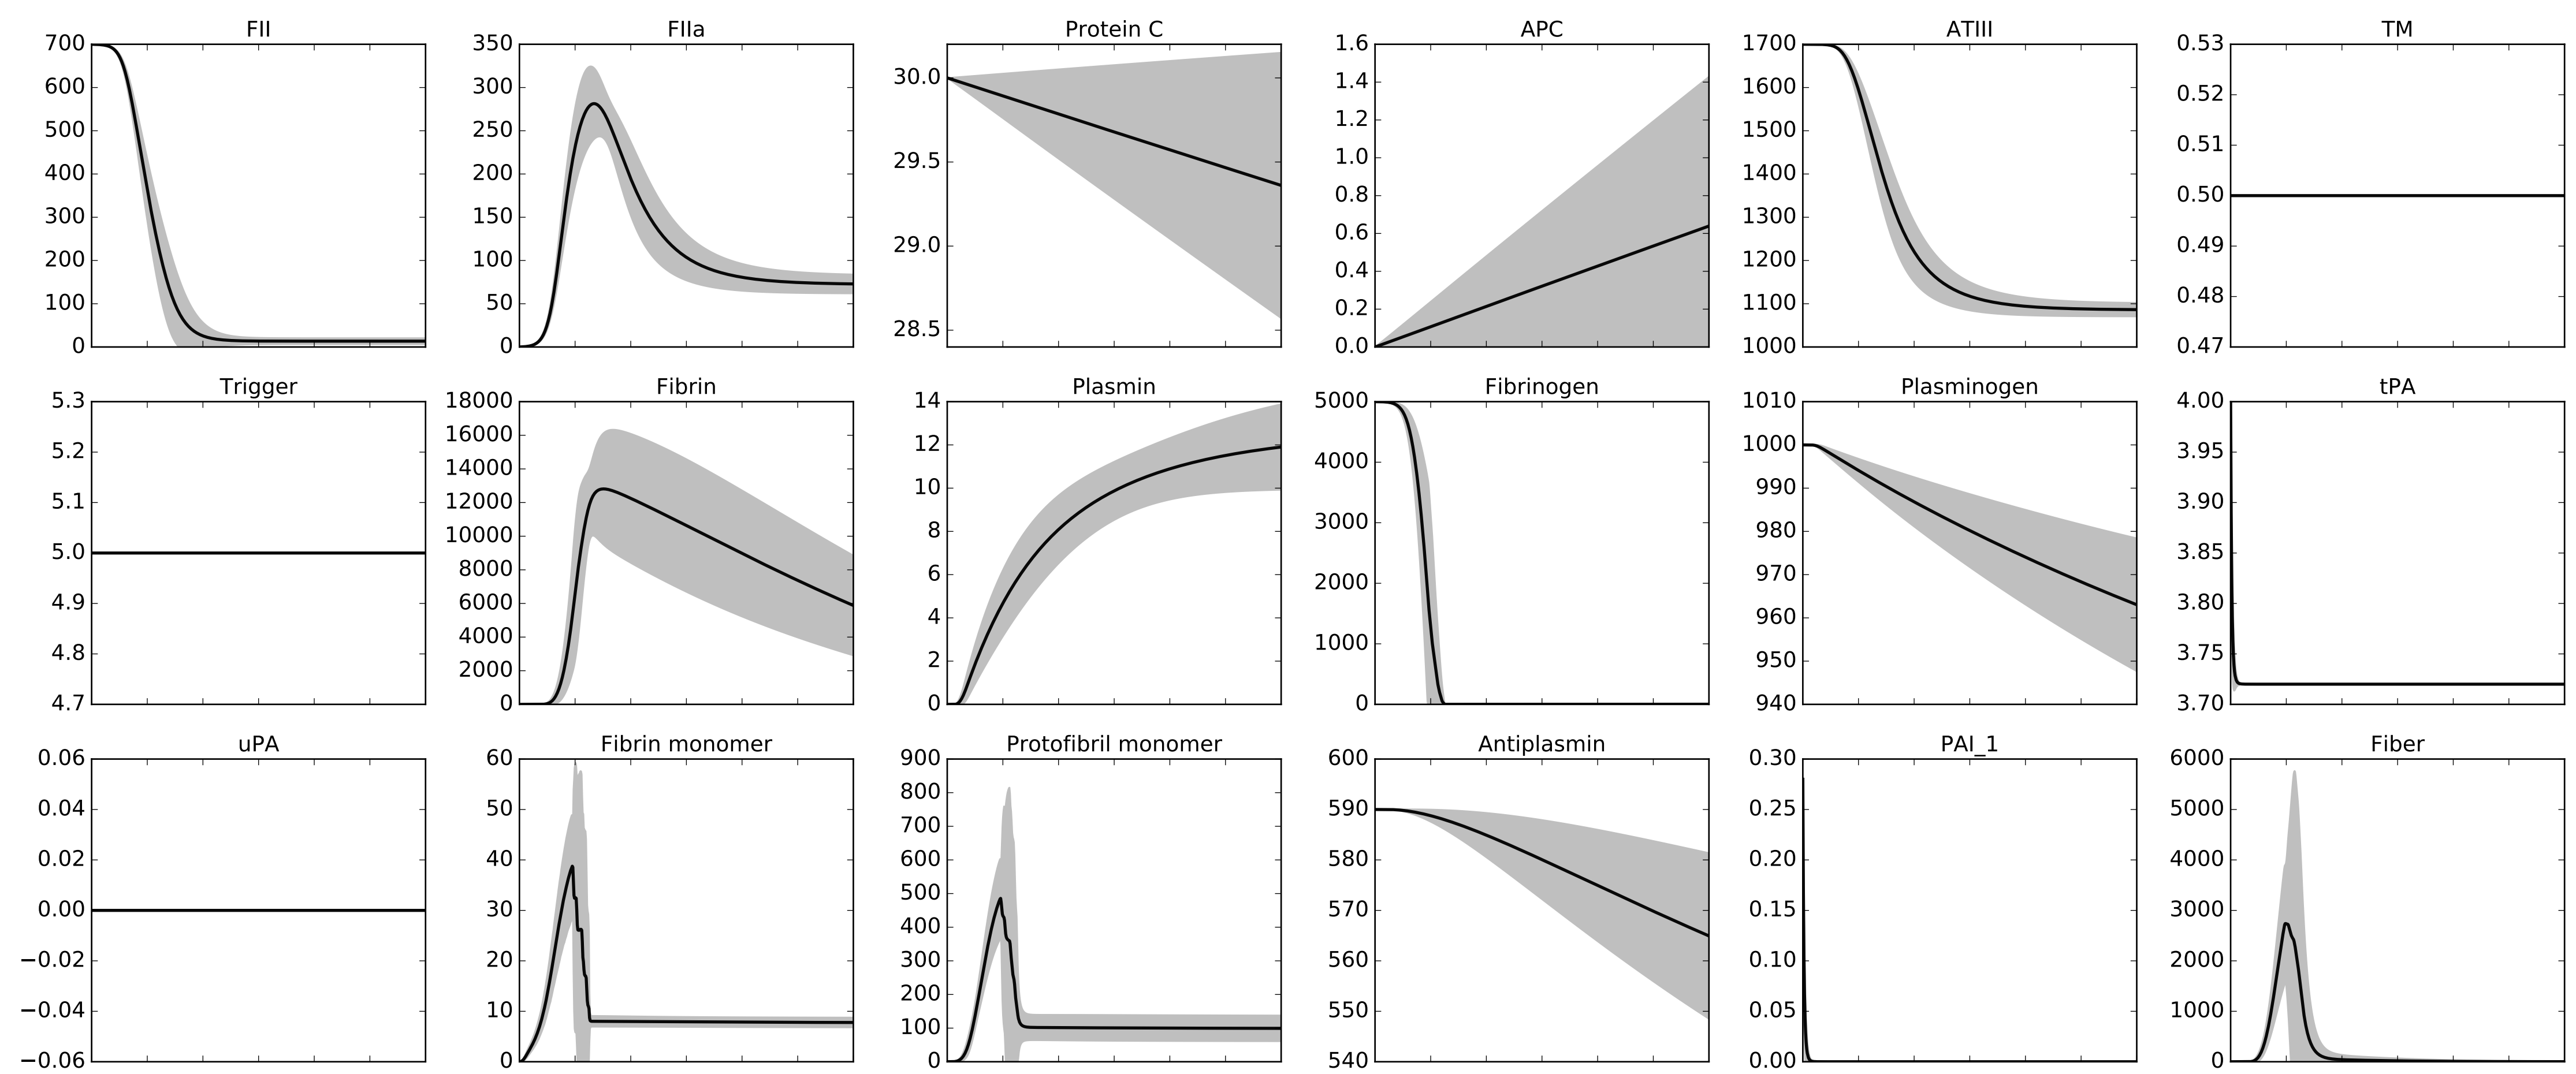 FII FIIa Protein C APC ATIII TM
700 600 500 400 300 200 100 0
350 300 250 200 150 100 50 0
30.0 29.5 29.0 28.5
1.6 1.4 1.2 1.0 0.8 0.6 0.4 0.2 0.0
1700 1600 1500 1400 1300 1200 1100 1000
0.53 0.52 0.51 0.50 0.49 0.48 0.47
Trigger Fibrin Plasmin Fibrinogen Plasminogen tPA
5.3 5.2 5.1 5.0 4.9 4.8 4.7
18000 16000 14000 12000 10000 8000 6000 4000 2000 0
14 12 10 8 6 4 2 0
5000 4000 3000 2000 1000 0
1010 1000 990 980 970 960 950 940
4.00 3.95 3.90 3.85 3.80 3.75 3.70
uPA Fibrin monomer Protofibril monomer Antiplasmin PAI_1 Fiber
0.06 0.04 0.02 0.00 −0.02 −0.04 −0.06
60 50 40 30 20 10 0
900 800 700 600 500 400 300 200 100 0
600 590 580 570 560 550 540
0.30 0.25 0.20 0.15 0.10 0.05 0.00
6000 5000 4000 3000 2000 1000 0